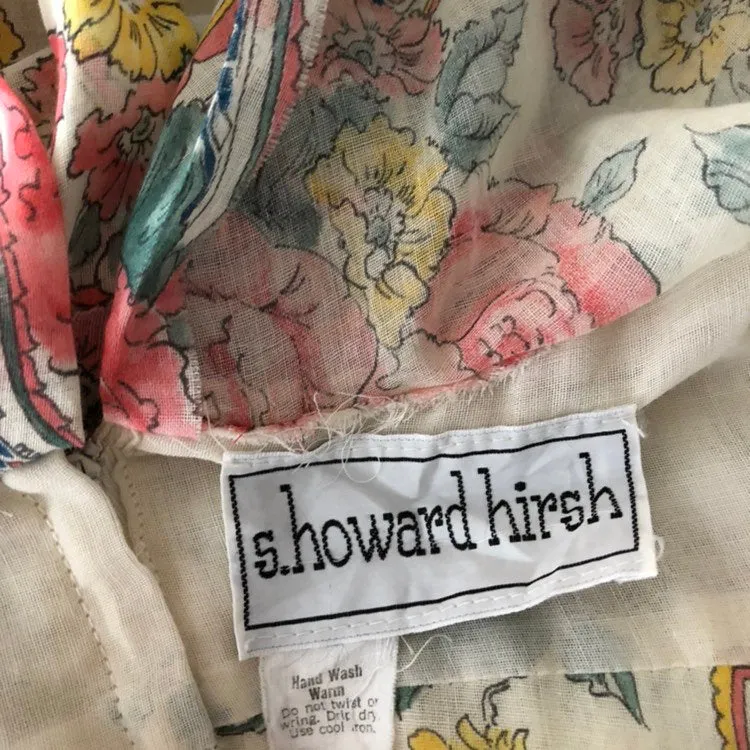 s.howard hirsh
Hand Wash
Warm
Do not twist or
wring. Drip dry
Use cool iron.